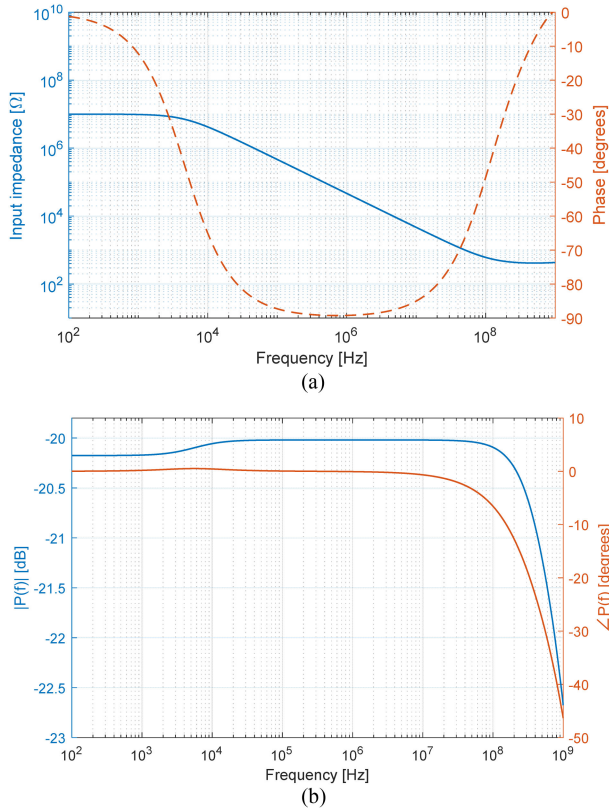 10^10
10^8
10^6
10^4
10^2
Input impedance [Ω]
0
-10
-20
-30
-40
-50
-60
-70
-80
-90
Phase [degrees]
10^2 10^4 10^6 10^8
Frequency [Hz]
(a)
-20
-20.5
-21
-21.5
-22
-22.5
-23
|P(f)| [dB]
10
0
-10
-20
-30
-40
-50
∠P(f) [degrees]
10^2 10^3 10^4 10^5 10^6 10^7 10^8 10^9
Frequency [Hz]
(b)